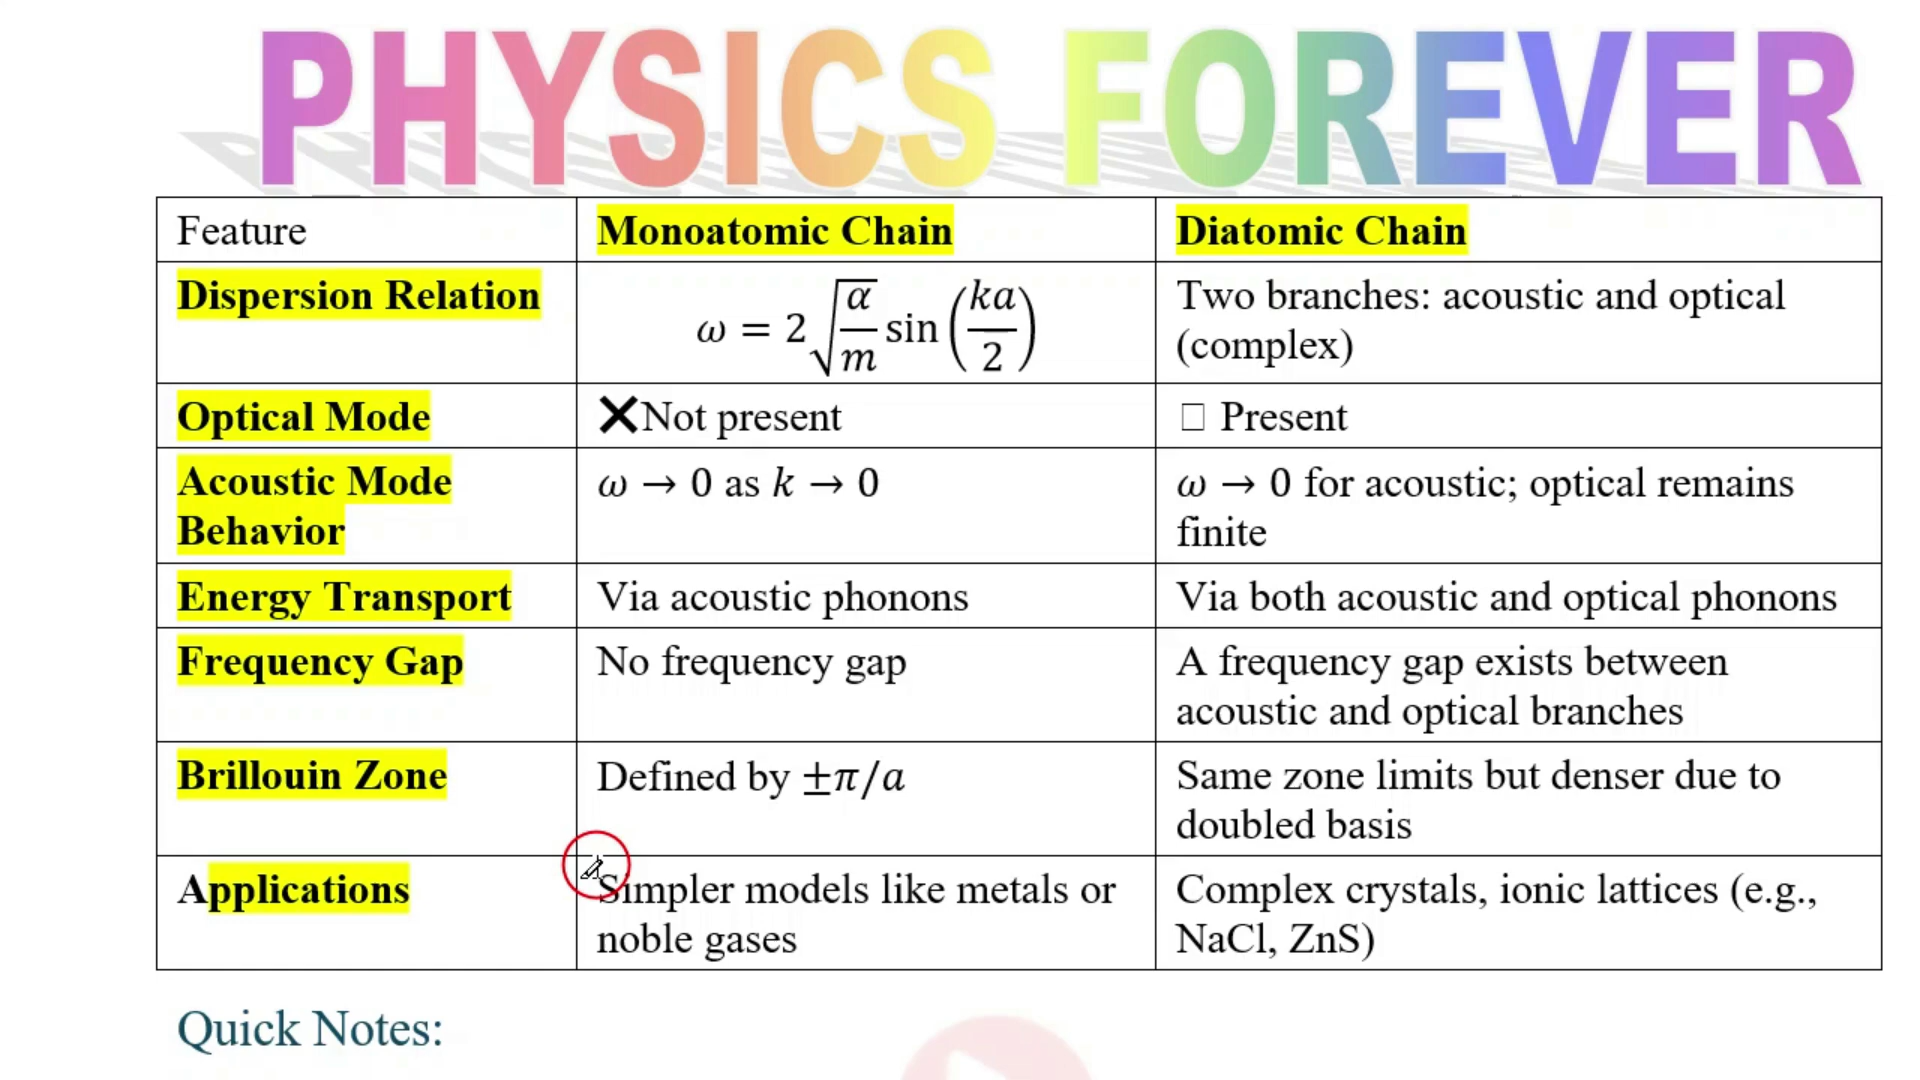 PHYSICS FOREVER
Feature
Monoatomic Chain
Diatomic Chain
Dispersion Relation
ω = 2√(α/m) sin(ka/2)
Two branches: acoustic and optical
(complex)
Optical Mode
❌Not present
□ Present
Acoustic Mode
Behavior
ω → 0 as k → 0
ω → 0 for acoustic; optical remains
finite
Energy Transport
Via acoustic phonons
Via both acoustic and optical phonons
Frequency Gap
No frequency gap
A frequency gap exists between
acoustic and optical branches
Brillouin Zone
Defined by ±π/a
Same zone limits but denser due to
doubled basis
Applications
Simpler models like metals or
noble gases
Complex crystals, ionic lattices (e.g.,
NaCl, ZnS)
Quick Notes: